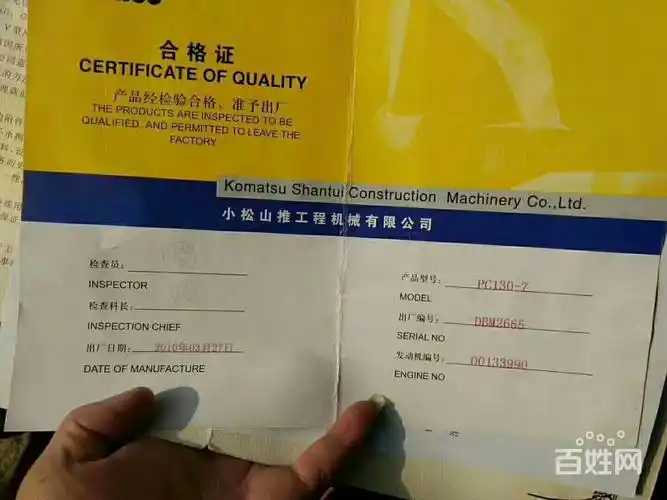 合格证
CERTIFICATE OF QUALITY
产品经检验合格、准予出厂
THE PRODUCTS ARE INSPECTED TO BE
QUALIFIED, AND PERMITTED TO LEAVE THE
FACTORY
Komatsu Shantui Construction Machinery Co.,Ltd.
小松山推工程机械有限公司
检查员:
INSPECTOR
检查科长:
INSPECTION CHIEF
出厂日期: 2010年03月27日
DATE OF MANUFACTURE
产品型号: PC130-7
MODEL
出厂编号: DBM2665
SERIAL NO
发动机编号: 00133990
ENGINE NO
百姓网